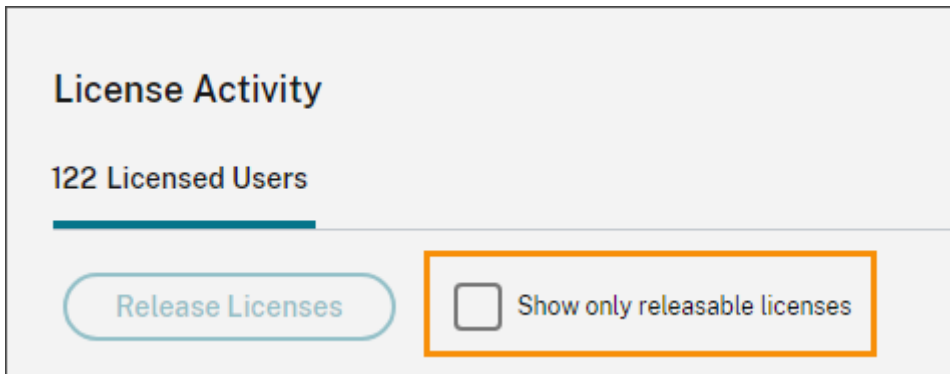 License Activity
122 Licensed Users
Release Licenses
Show only releasable licenses